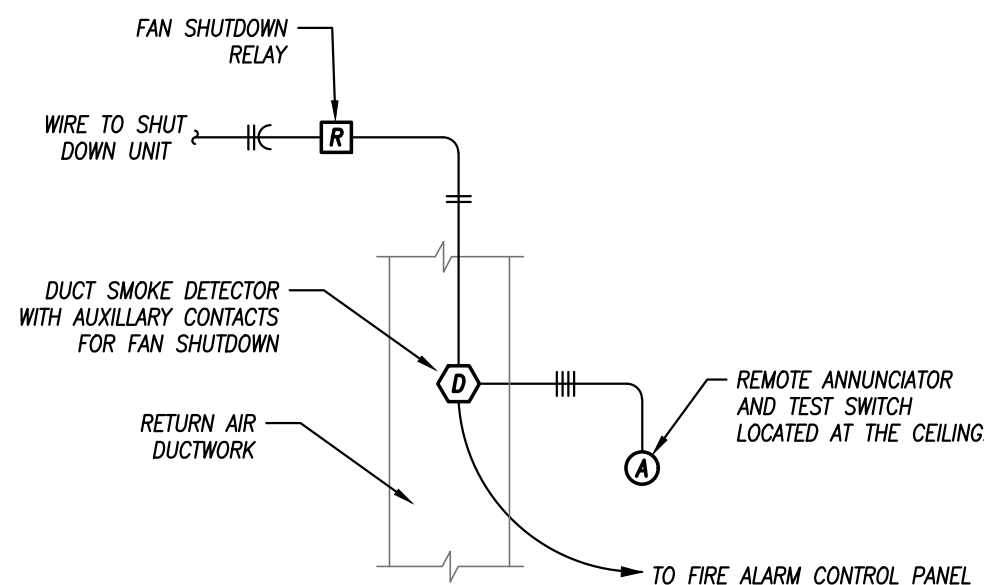 FAN SHUTDOWN
RELAY
WIRE TO SHUT
DOWN UNIT
R
DUCT SMOKE DETECTOR
WITH AUXILLARY CONTACTS
FOR FAN SHUTDOWN
D
REMOTE ANNUNCIATOR
AND TEST SWITCH
LOCATED AT THE CEILING.
RETURN AIR
DUCTWORK
A
TO FIRE ALARM CONTROL PANEL